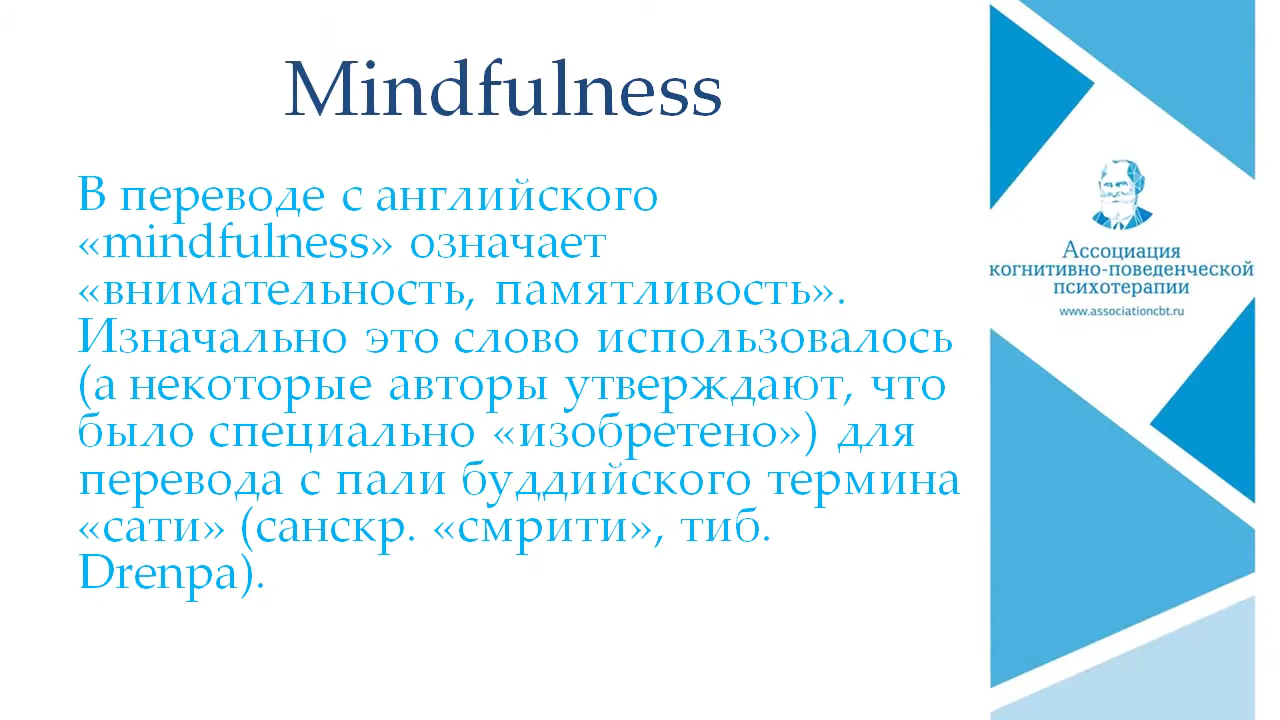 Mindfulness
В переводе с английского
«mindfulness» означает
«внимательность, памятливость».
Изначально это слово использовалось
(а некоторые авторы утверждают, что
было специально «изобретено») для
перевода с пали буддийского термина
«сати» (санскр. «смрити», тиб.
Drenpa).
Ассоциация
когнитивно-поведенческой
психотерапии
www.associationcbt.ru